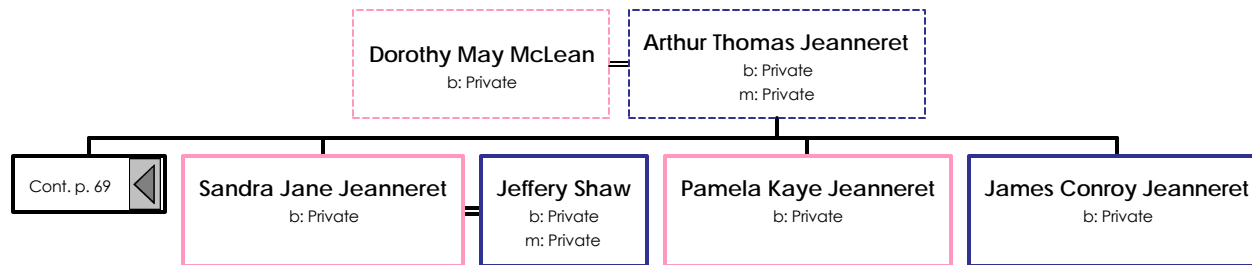 Dorothy May McLean
b: Private
Arthur Thomas Jeanneret
b: Private
m: Private
Cont. p. 69
Sandra Jane Jeanneret
b: Private
Jeffery Shaw
b: Private
m: Private
Pamela Kaye Jeanneret
b: Private
James Conroy Jeanneret
b: Private